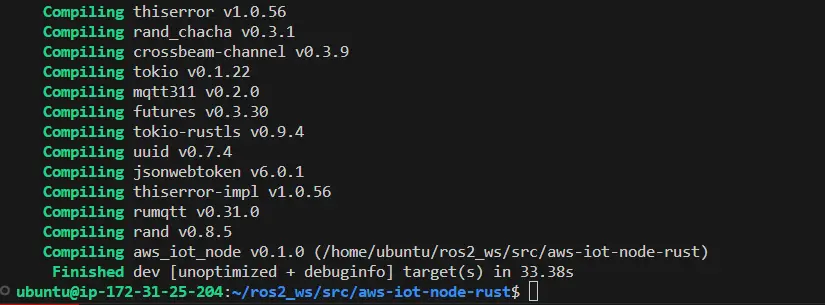 Compiling thiserror v1.0.56
Compiling rand_chacha v0.3.1
Compiling crossbeam-channel v0.3.9
Compiling tokio v0.1.22
Compiling mqtt311 v0.2.0
Compiling futures v0.3.30
Compiling tokio-rustls v0.9.4
Compiling uuid v0.7.4
Compiling jsonwebtoken v6.0.1
Compiling thiserror-impl v1.0.56
Compiling rumqtt v0.31.0
Compiling rand v0.8.5
Compiling aws_iot_node v0.1.0 (/home/ubuntu/ros2_ws/src/aws-iot-node-rust)
Finished dev [unoptimized + debuginfo] target(s) in 33.38s
ubuntu@ip-172-31-25-204:~/ros2_ws/src/aws-iot-node-rust$